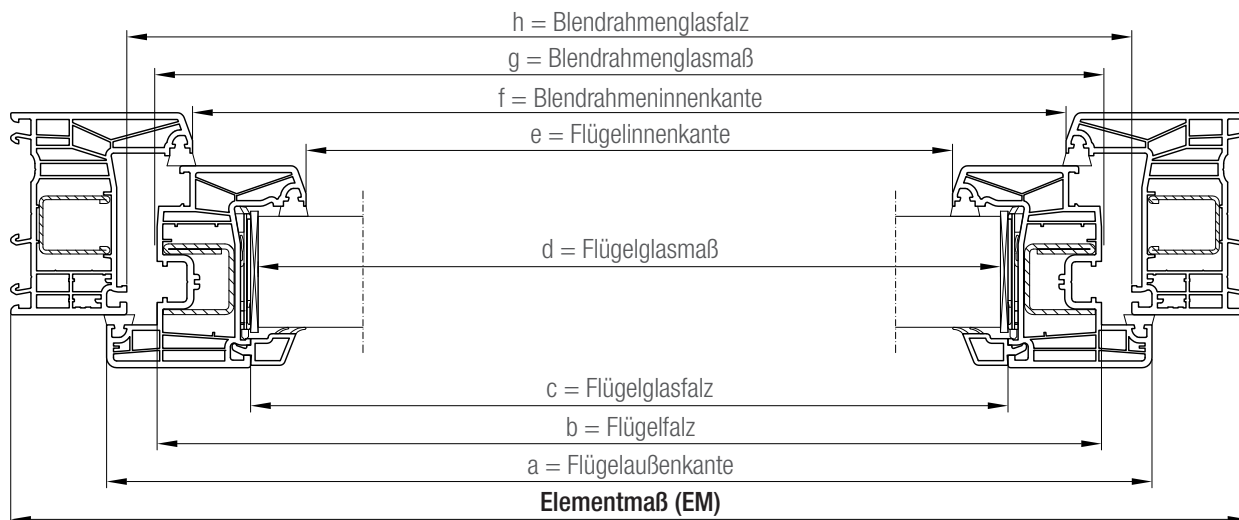 h = Blendrahmenglasfalz
g = Blendrahmenglasmaß
f = Blendrahmeninnenkante
e = Flügelinnenkante
d = Flügelglasmaß
c = Flügelglasfalz
b = Flügelfalz
a = Flügelaußenkante
Elementmaß (EM)